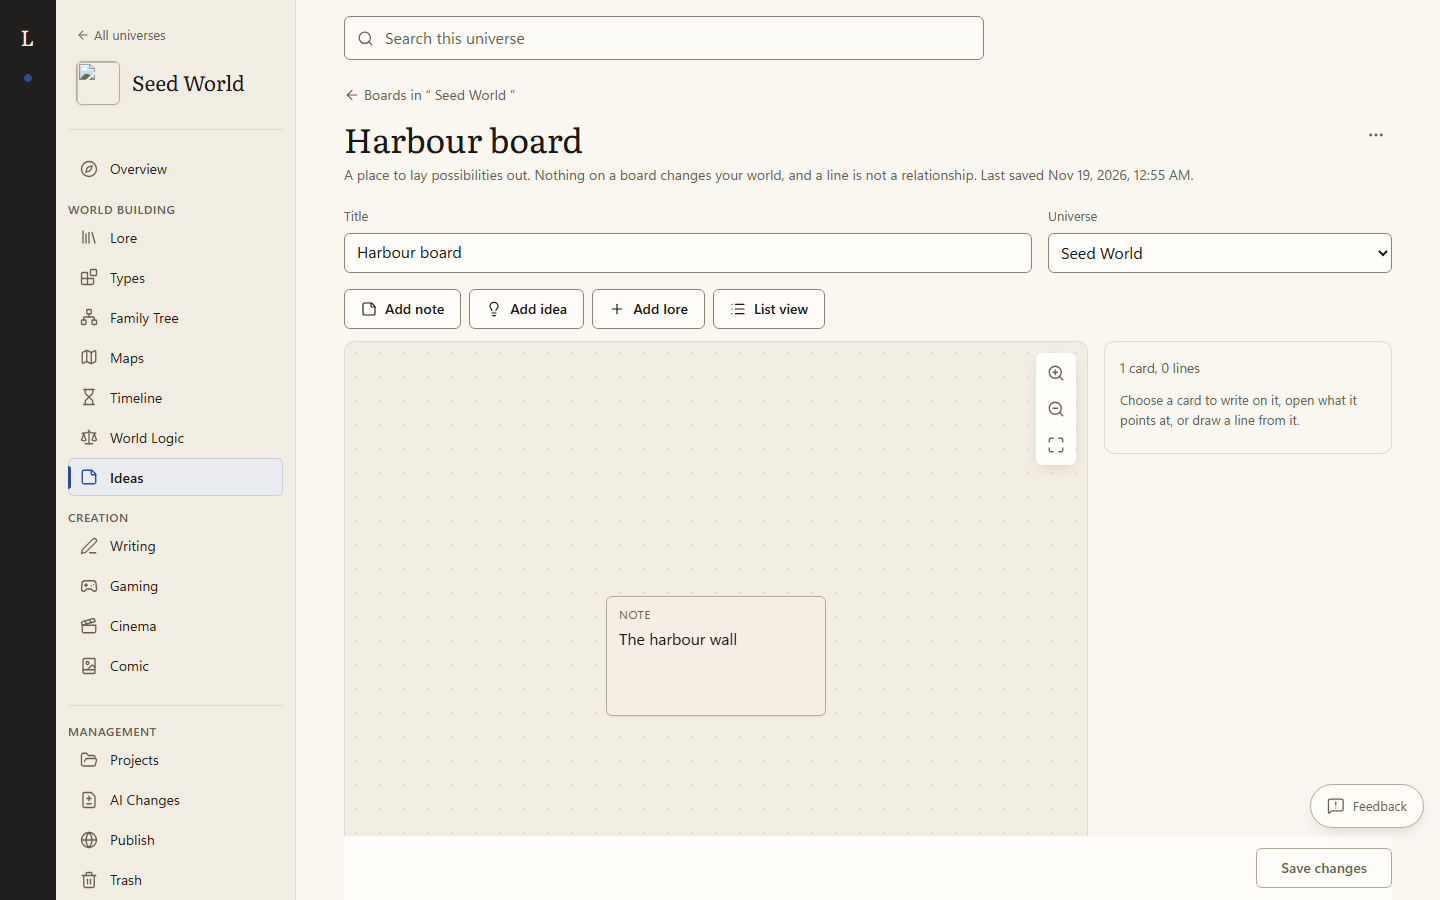 L
All universes
Seed World
Overview
WORLD BUILDING
Lore
Types
Family Tree
Maps
Timeline
World Logic
Ideas
CREATION
Writing
Gaming
Cinema
Comic
MANAGEMENT
Projects
AI Changes
Publish
Trash
Search this universe
Boards in “ Seed World ”
Harbour board
A place to lay possibilities out. Nothing on a board changes your world, and a line is not a relationship. Last saved Nov 19, 2026, 12:55 AM.
Title
Universe
Harbour board
Seed World
Add note
Add idea
Add lore
List view
NOTE
The harbour wall
1 card, 0 lines
Choose a card to write on it, open what it
points at, or draw a line from it.
Feedback
Save changes